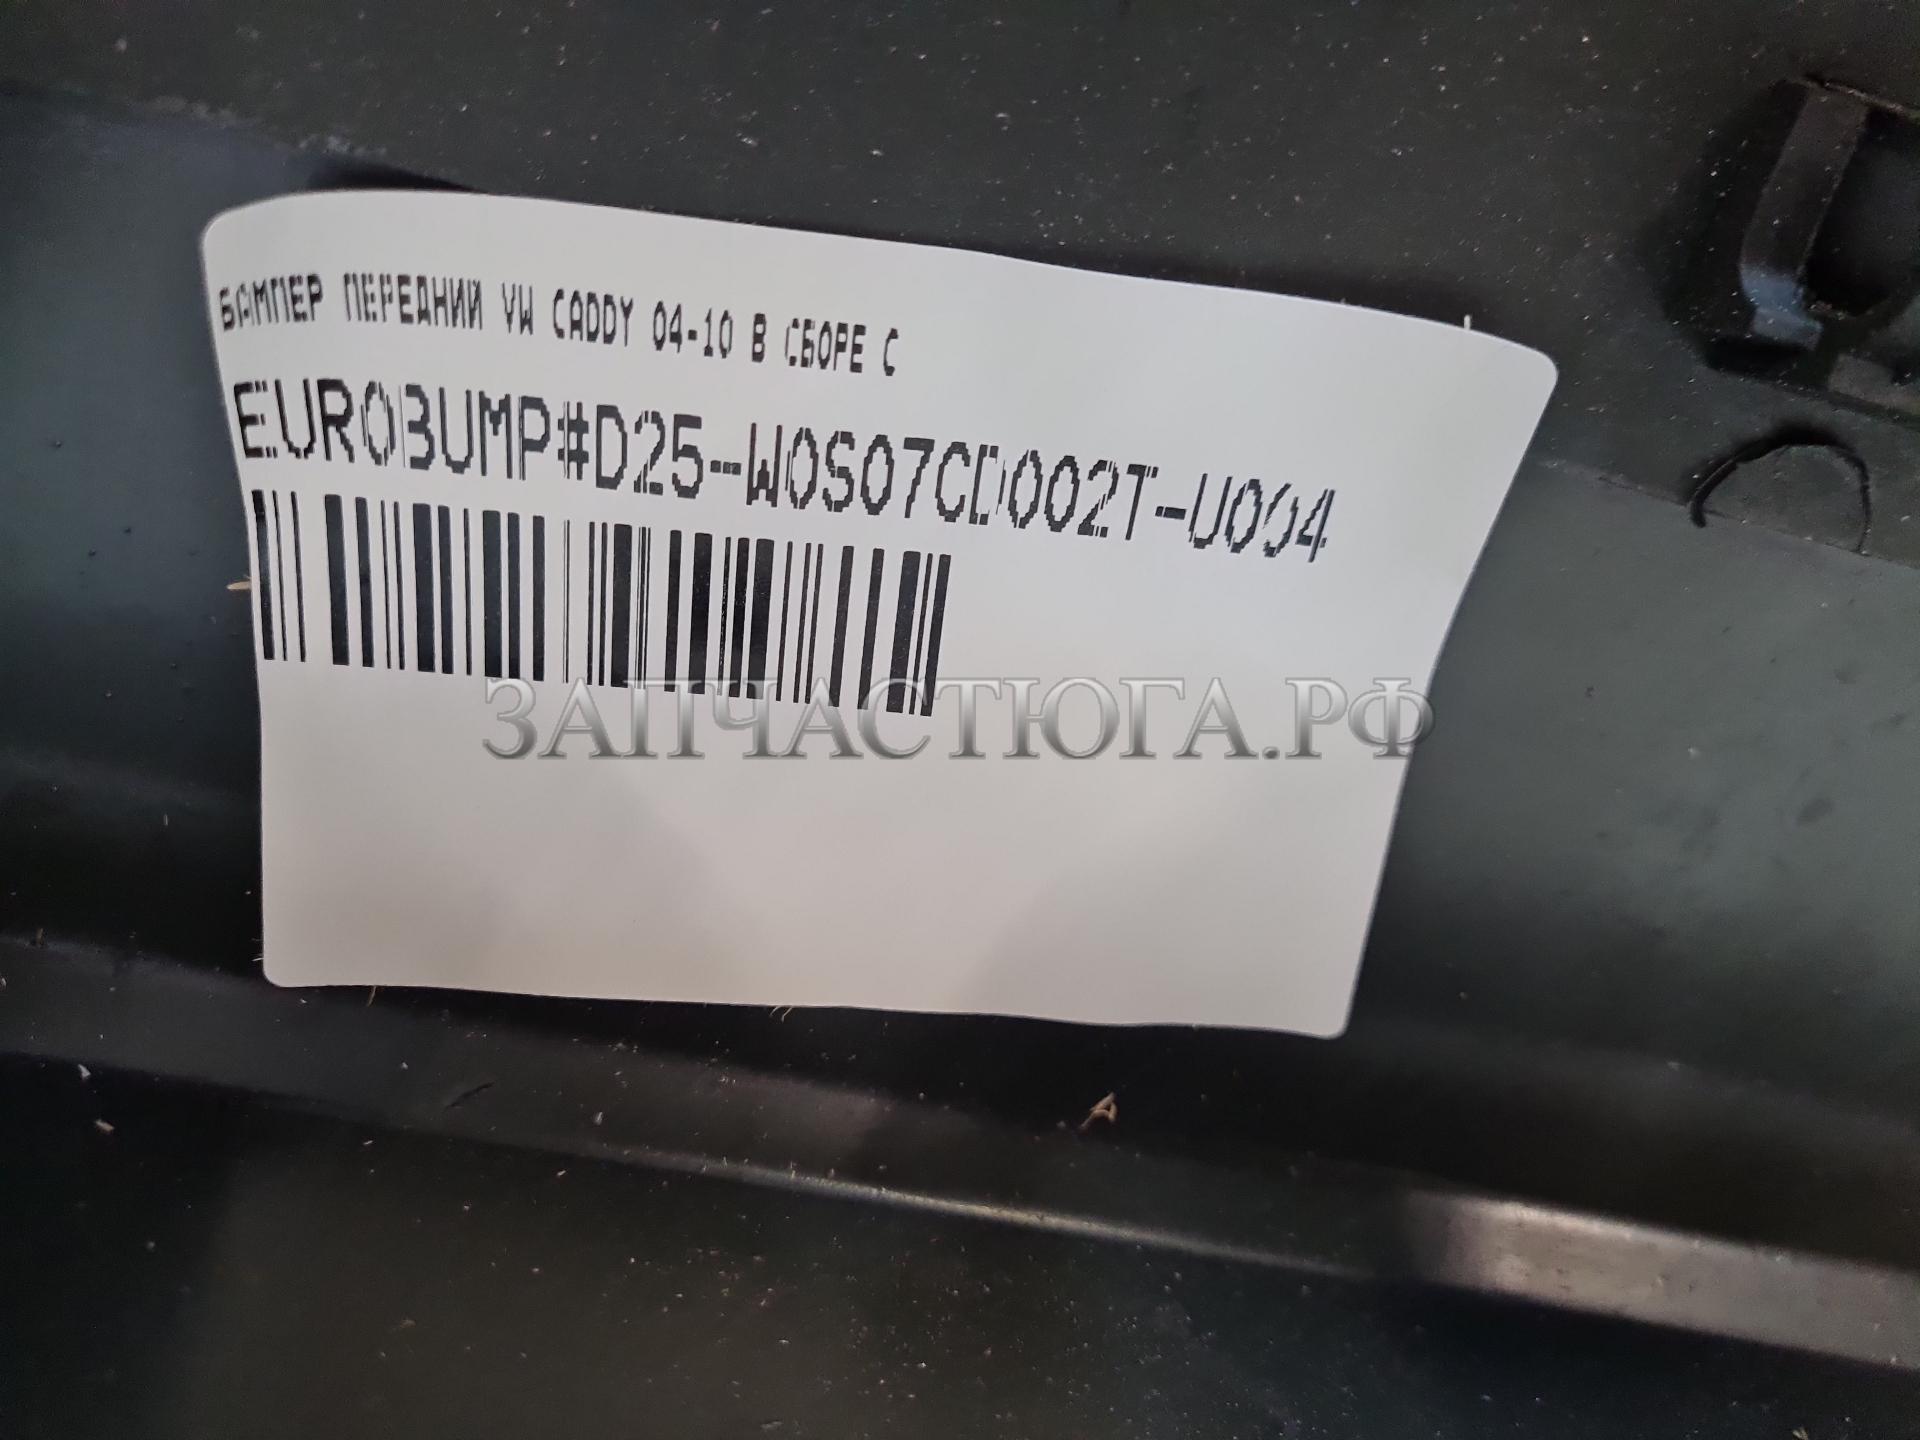 БАМПЕР ПЕРЕДНИЙ VW CADDY 04-10 В СБОРЕ С
EUROBUMP#D25-W0S07CD002T-U004
ЗАПЧАСТЮГА.РФ